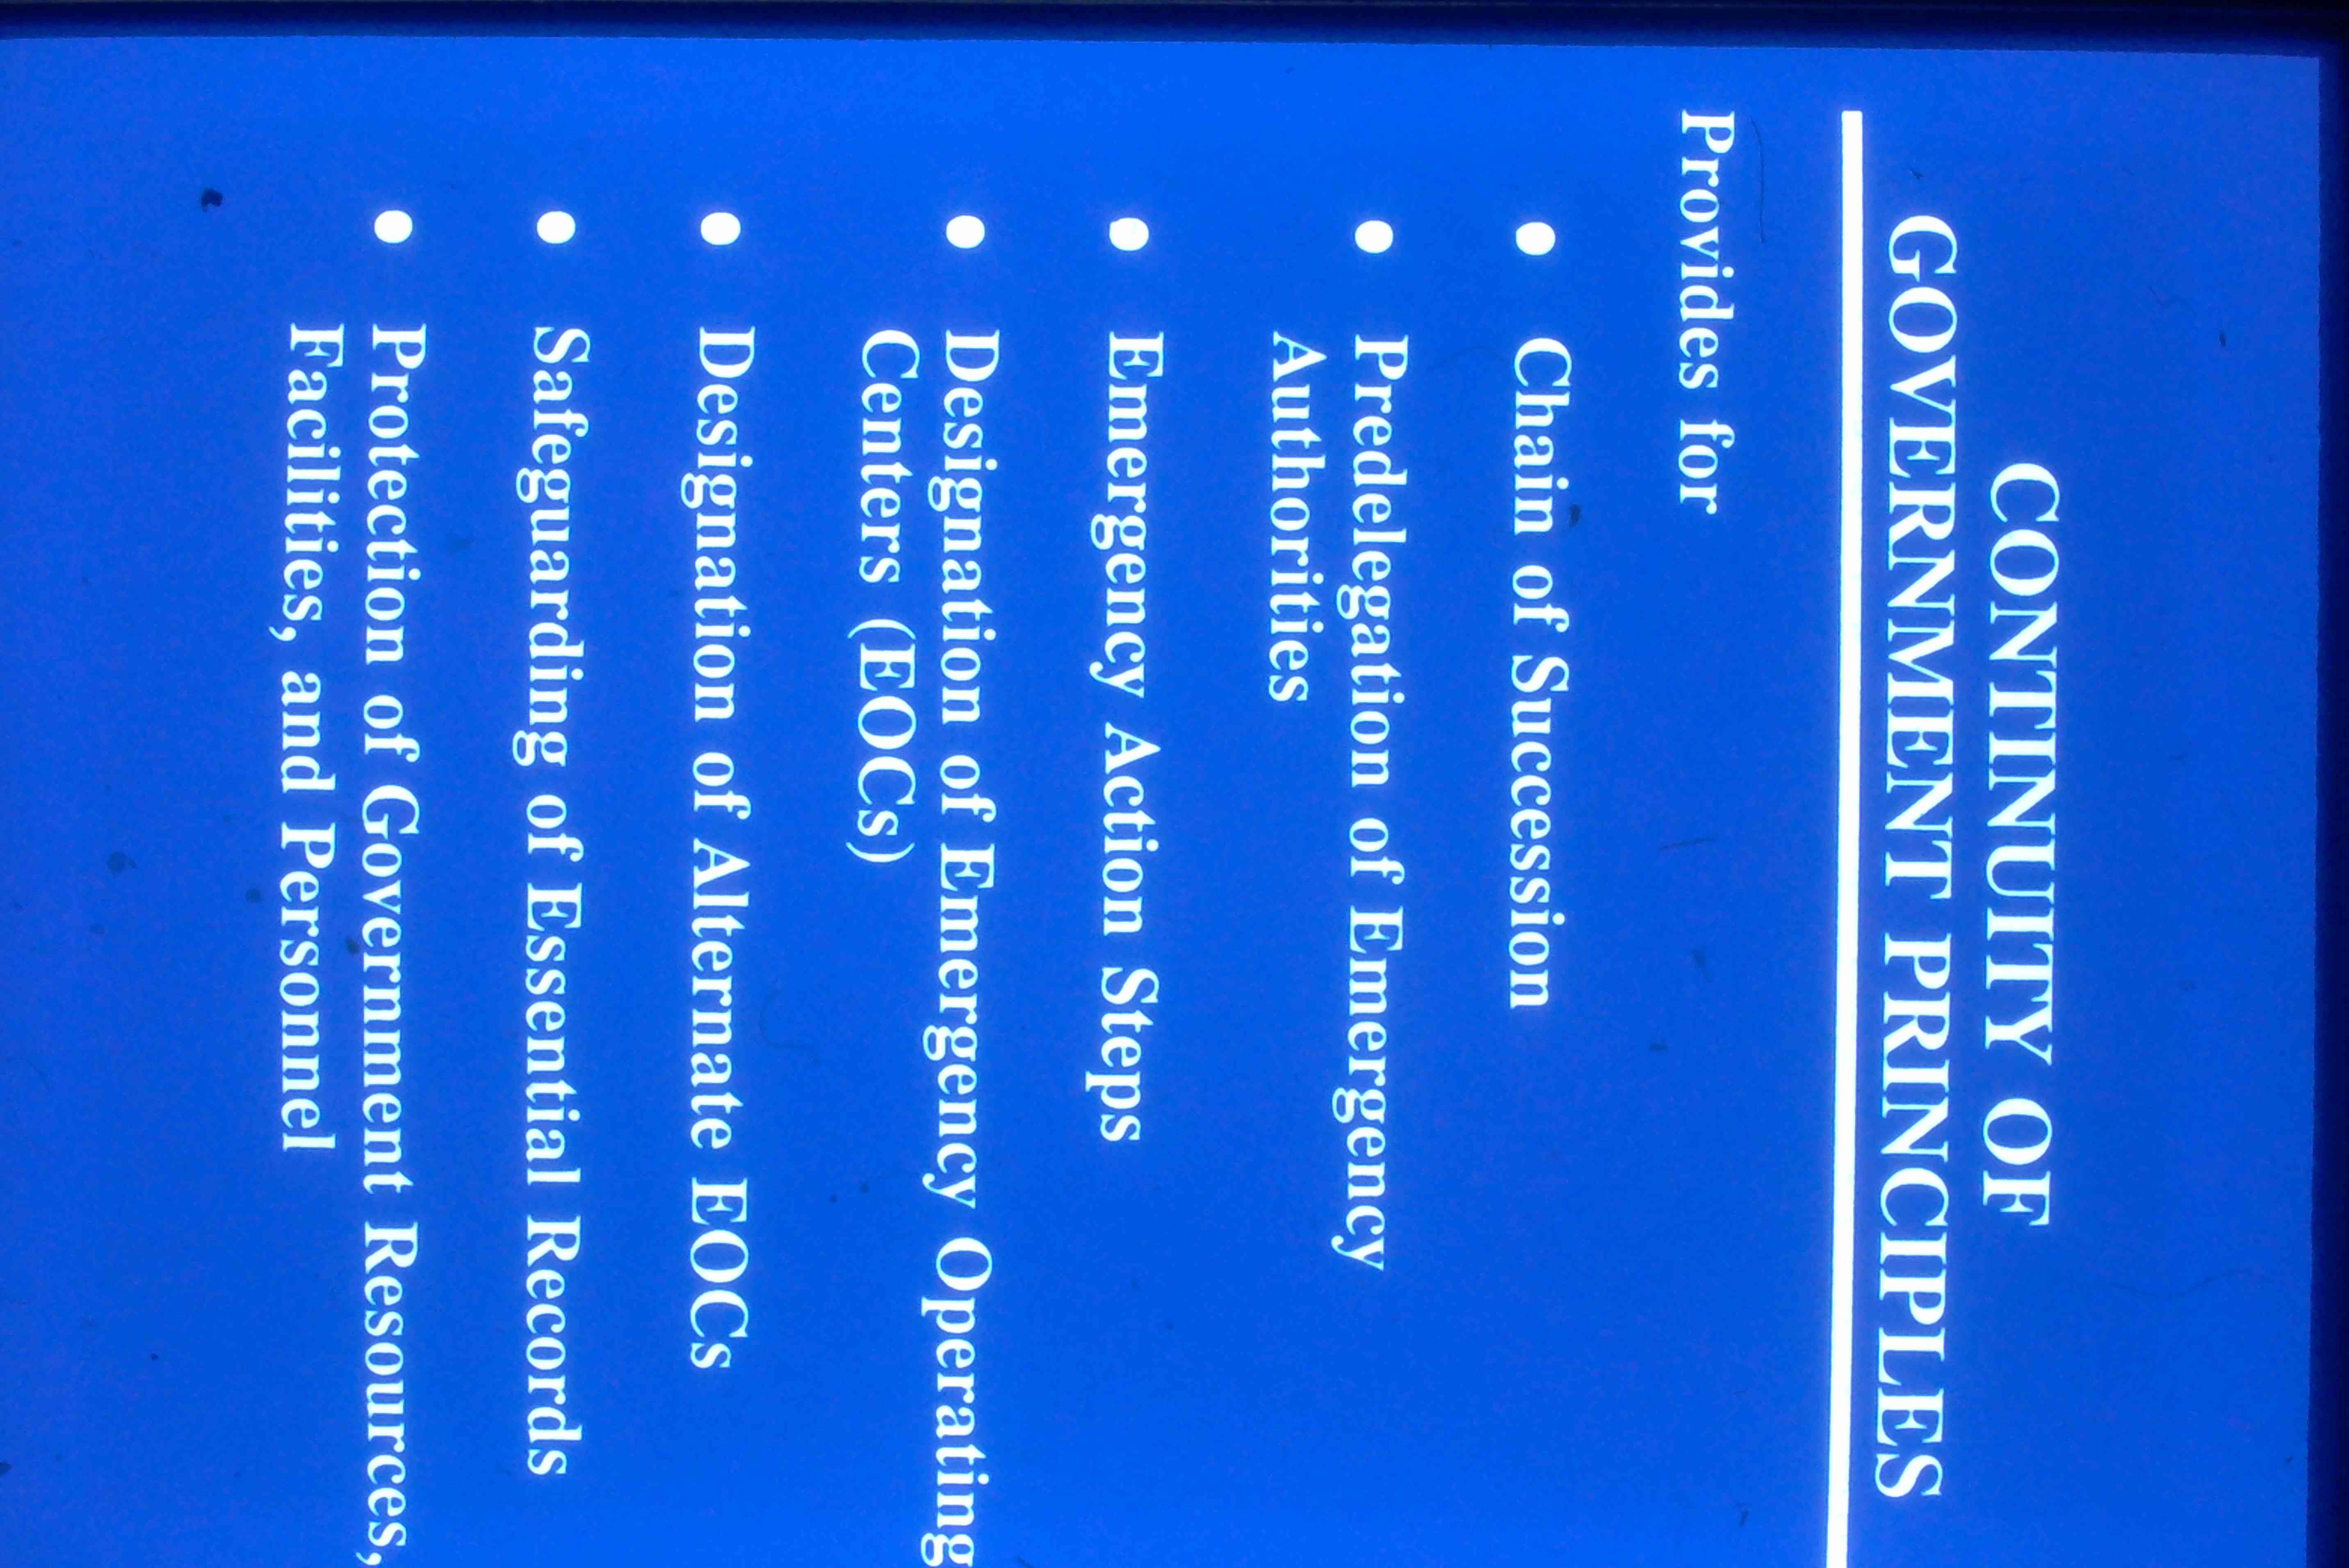 CONTINUITY OF
GOVERNMENT PRINCIPLES
Provides for
• Chain of Succession
• Predelegation of Emergency
Authorities
• Emergency Action Steps
• Designation of Emergency Operating
Centers (EOCs)
• Designation of Alternate EOCs
• Safeguarding of Essential Records
• Protection of Government Resources,
Facilities, and Personnel